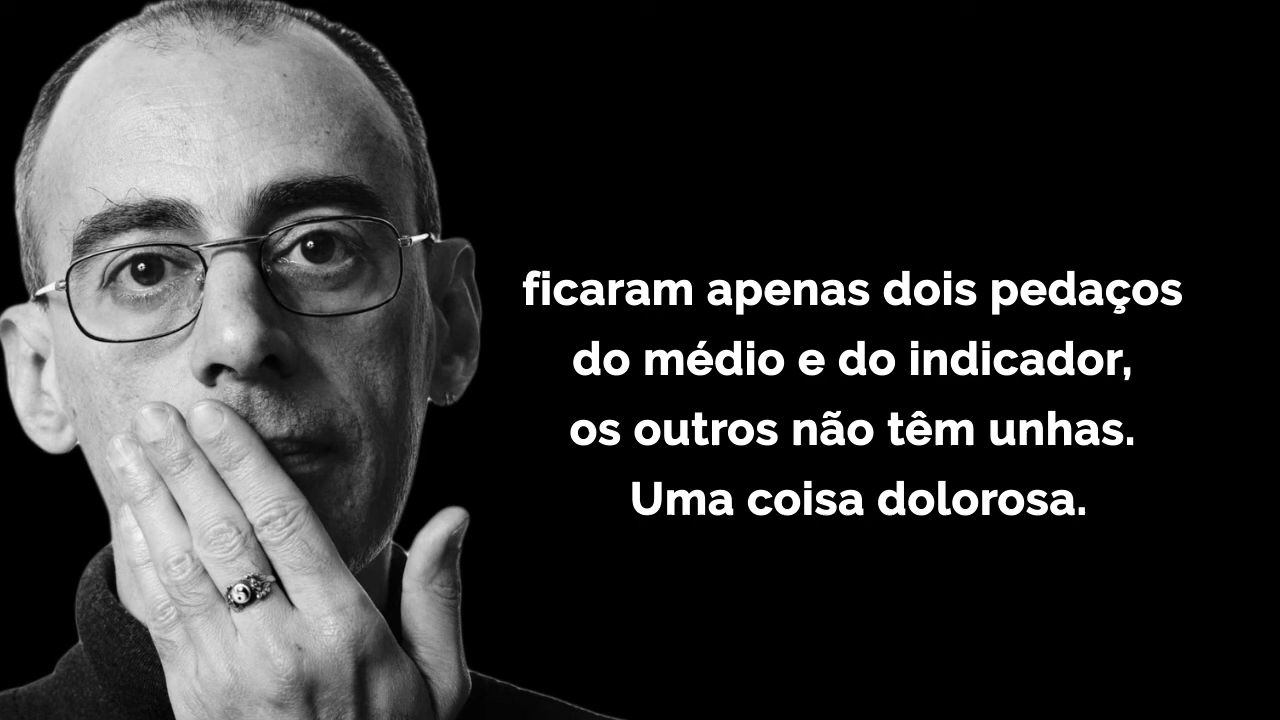 ficaram apenas dois pedaços
do médio e do indicador,
os outros não têm unhas.
Uma coisa dolorosa.